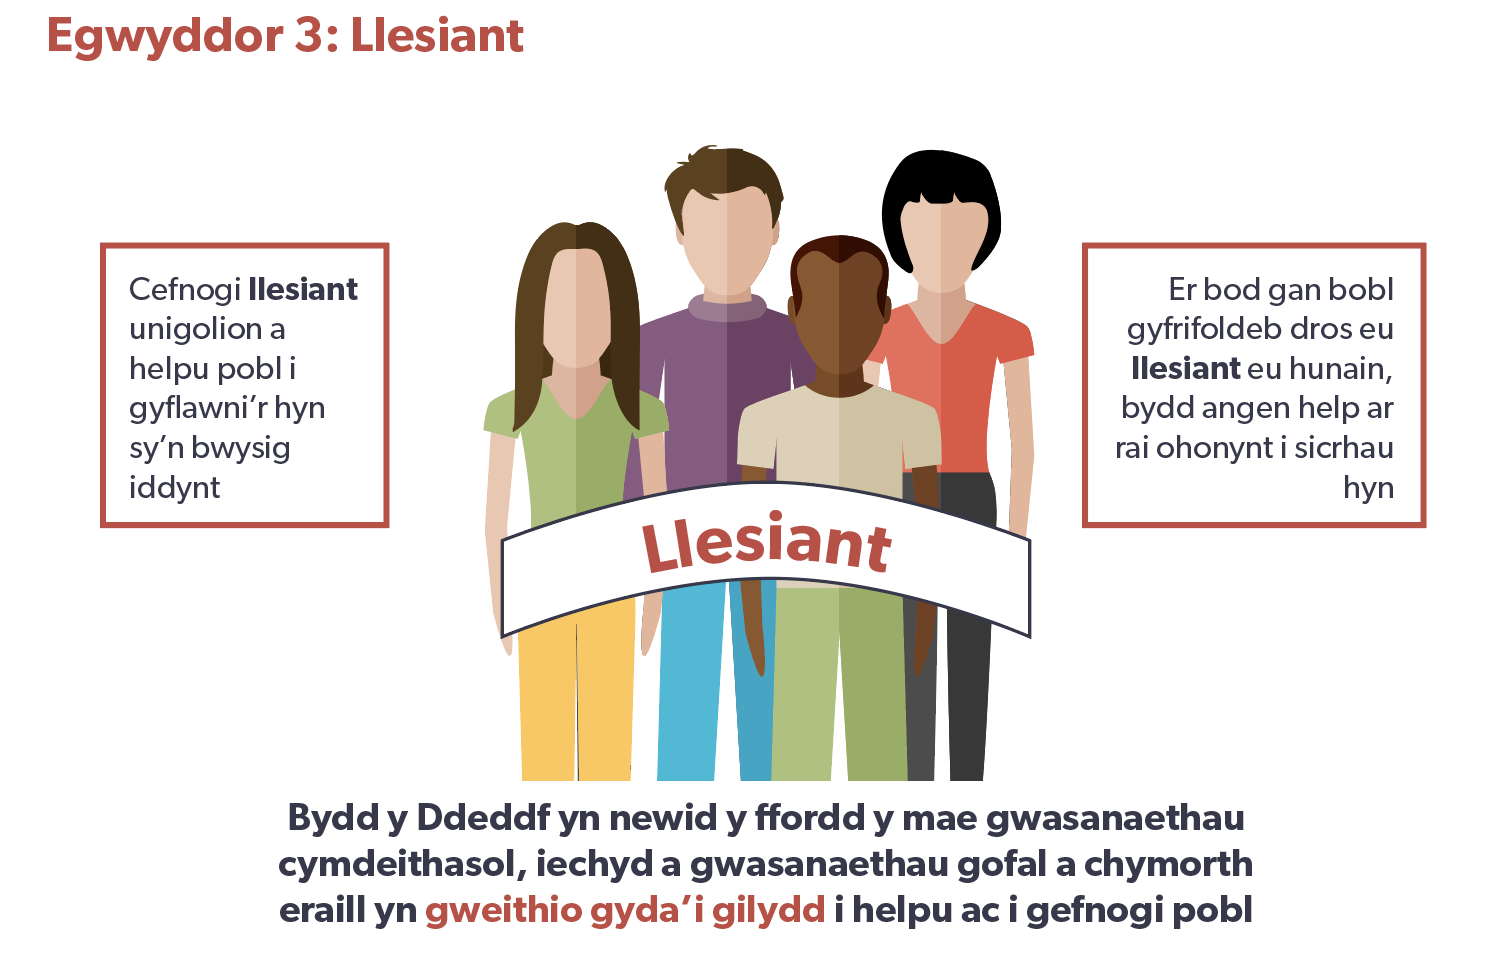 Egwyddor 3: Llesiant
Cefnogi llesiant
unigolion a
helpu pobl i
gyflawni’r hyn
sy’n bwysig
iddynt
Er bod gan bobl
gyfrifoldeb dros eu
llesiant eu hunain,
bydd angen help ar
rai ohonynt i sicrhau
hyn
Llesiant
Bydd y Ddeddf yn newid y ffordd y mae gwasanaethau
cymdeithasol, iechyd a gwasanaethau gofal a chymorth
eraill yn gweithio gyda’i gilydd i helpu ac i gefnogi pobl